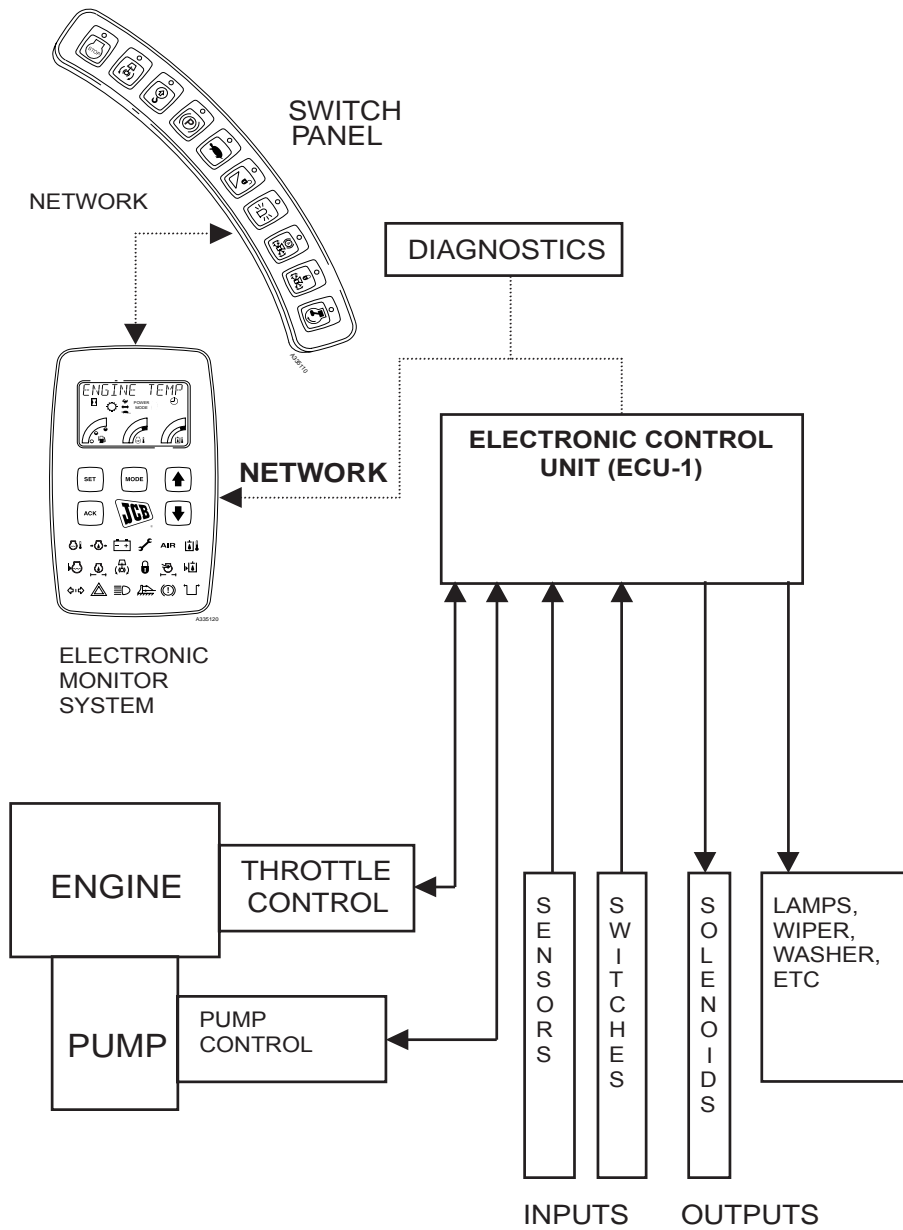 STOP
P
SWITCH
PANEL
NETWORK
DIAGNOSTICS
A335110
ENGINE TEMP
POWER
MODE
ELECTRONIC CONTROL
UNIT (ECU-1)
NETWORK
SET
MODE
ACK
JCB
AIR
A335120
ELECTRONIC
MONITOR
SYSTEM
ENGINE
THROTTLE
CONTROL
PUMP
PUMP
CONTROL
SENSORS
SWITCHES
SOLENOIDS
LAMPS,
WIPER,
WASHER,
ETC
INPUTS
OUTPUTS